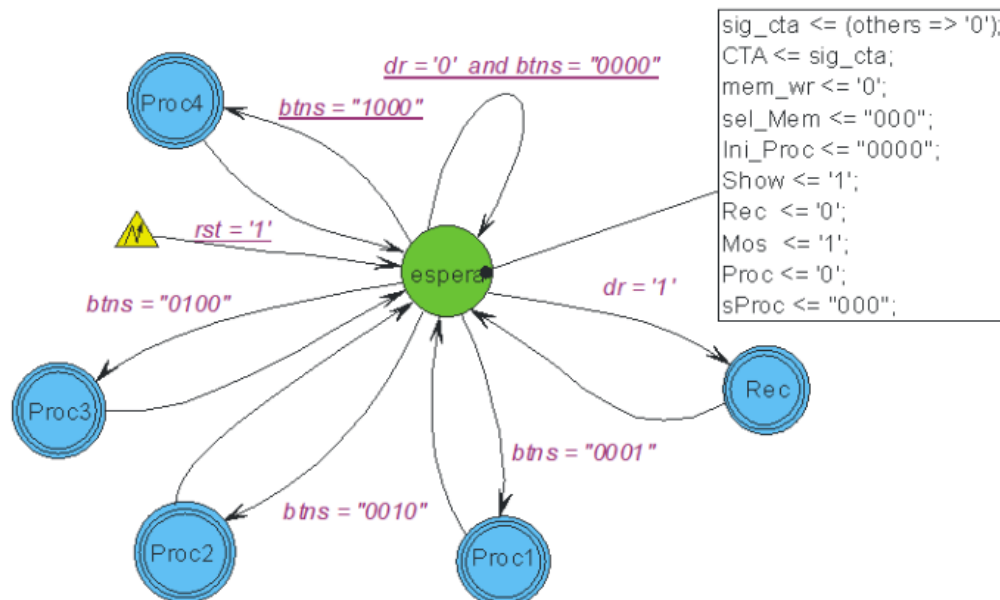 sig_cta <= (others => '0');
CTA <= sig_cta;
mem_wr <= '0';
sel_Mem <= "000";
Ini_Proc <= "0000";
Show <= '1';
Rec <= '0';
Mos <= '1';
Proc <= '0';
sProc <= "000";
dr = '0' and btns = "0000"
Proc4
btns = "1000"
rst = '1'
espera
dr = '1'
btns = "0100"
Rec
Proc3
btns = "0001"
btns = "0010"
Proc2
Proc1